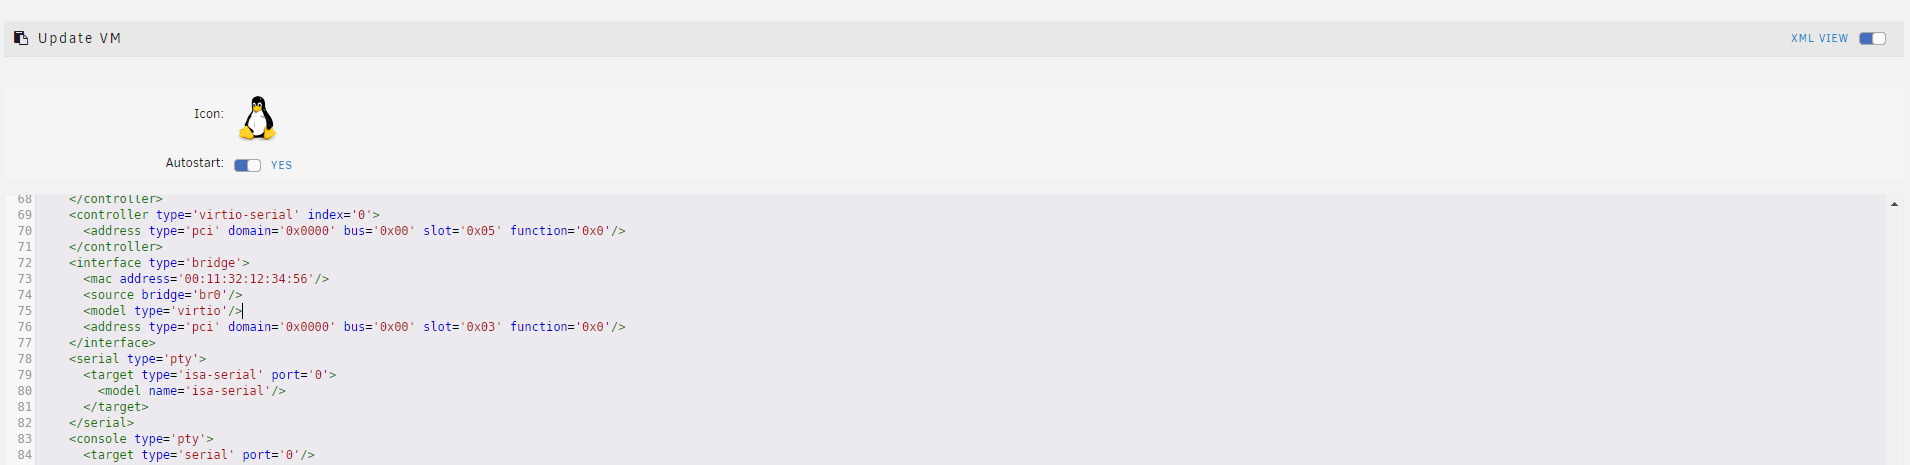 Update VM
XML VIEW
Icon:
Autostart: YES
68 </controller>
69 <controller type='virtio-serial' index='0'>
70 <address type='pci' domain='0x0000' bus='0x00' slot='0x05' function='0x0'/>
71 </controller>
72 <interface type='bridge'>
73 <mac address='00:11:32:12:34:56'/>
74 <source bridge='br0'/>
75 <model type='virtio'/>
76 <address type='pci' domain='0x0000' bus='0x00' slot='0x03' function='0x0'/>
77 </interface>
78 <serial type='pty'>
79 <target type='isa-serial' port='0'>
80 <model name='isa-serial'/>
81 </target>
82 </serial>
83 <console type='pty'>
84 <target type='serial' port='0'/>